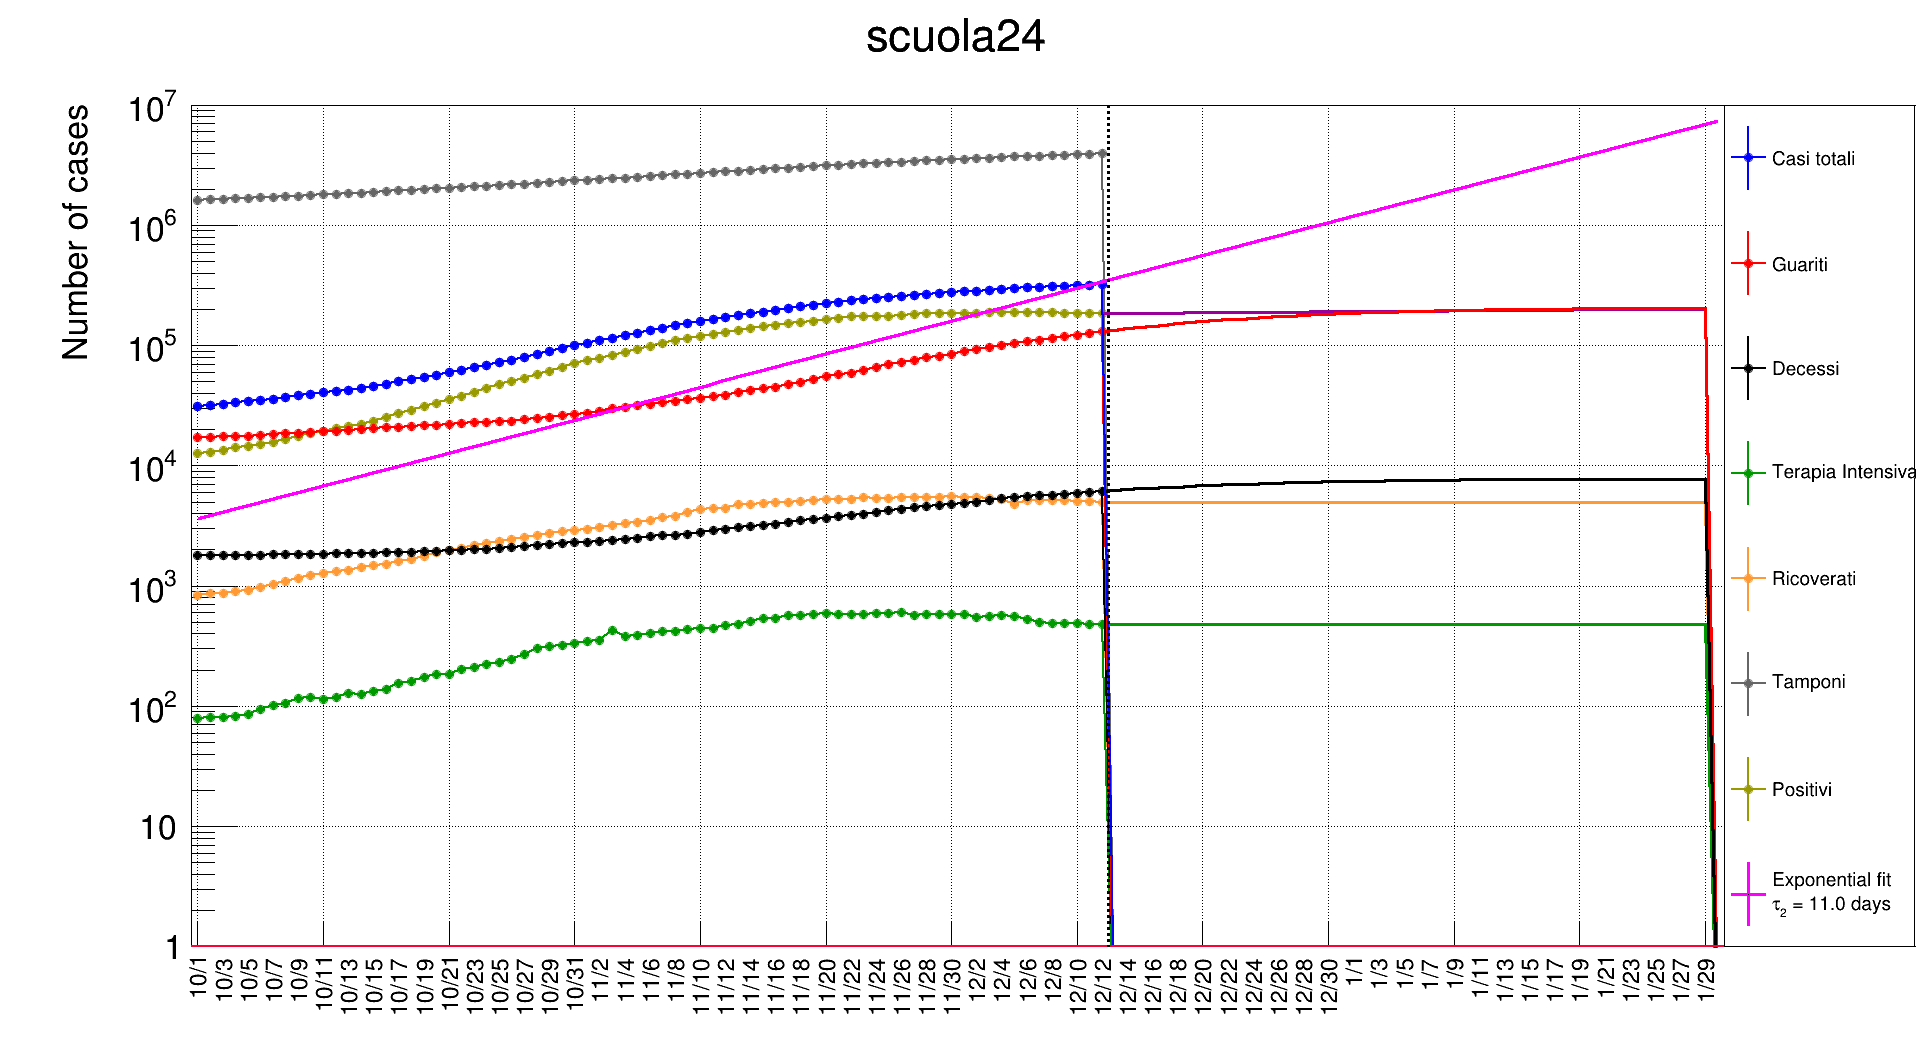 scuola24
Number of cases
10^7
10^6
10^5
10^4
10^3
10^2
10
1
10/1 10/3 10/5 10/7 10/9 10/11 10/13 10/15 10/17 10/19 10/21 10/23 10/25 10/27 10/29 10/31 11/2 11/4 11/6 11/8 11/10 11/12 11/14 11/16 11/18 11/20 11/22 11/24 11/26 11/28 11/30 12/2 12/4 12/6 12/8 12/10 12/12 12/14 12/16 12/18 12/20 12/22 12/24 12/26 12/28 12/30 1/1 1/3 1/5 1/7 1/9 1/11 1/13 1/15 1/17 1/19 1/21 1/23 1/25 1/27 1/29
Casi totali
Guariti
Decessi
Terapia Intensiva
Ricoverati
Tamponi
Positivi
Exponential fit
τ₂ = 11.0 days